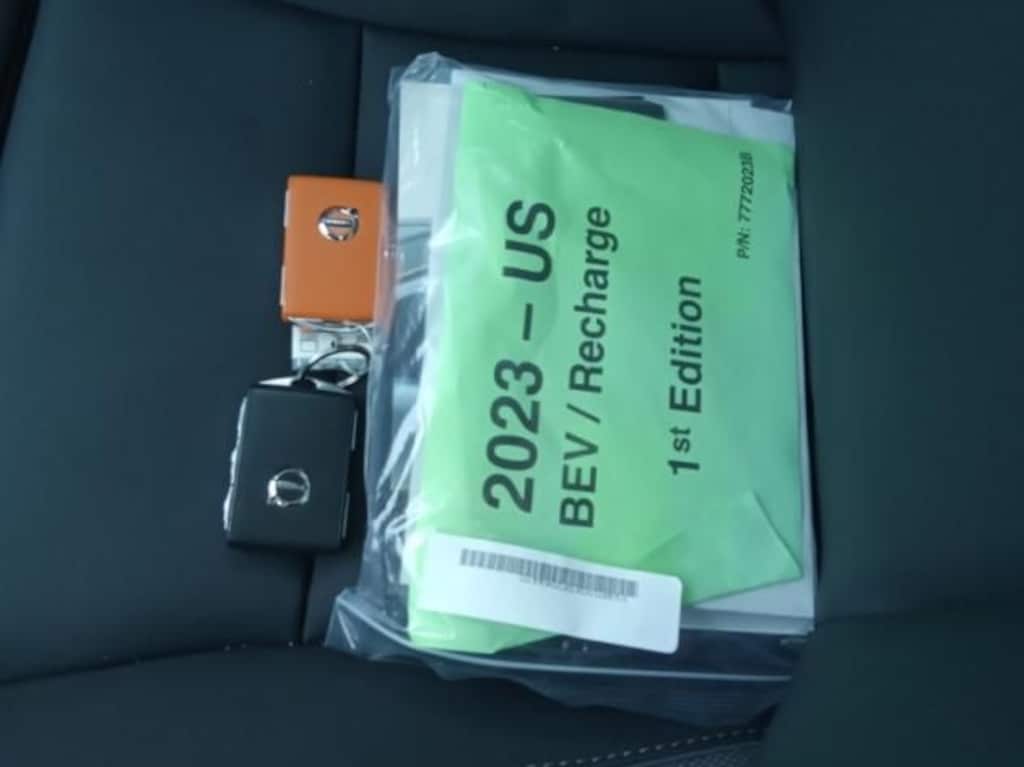 2023 – US
BEV / Recharge
1st Edition
P/N: 77720238